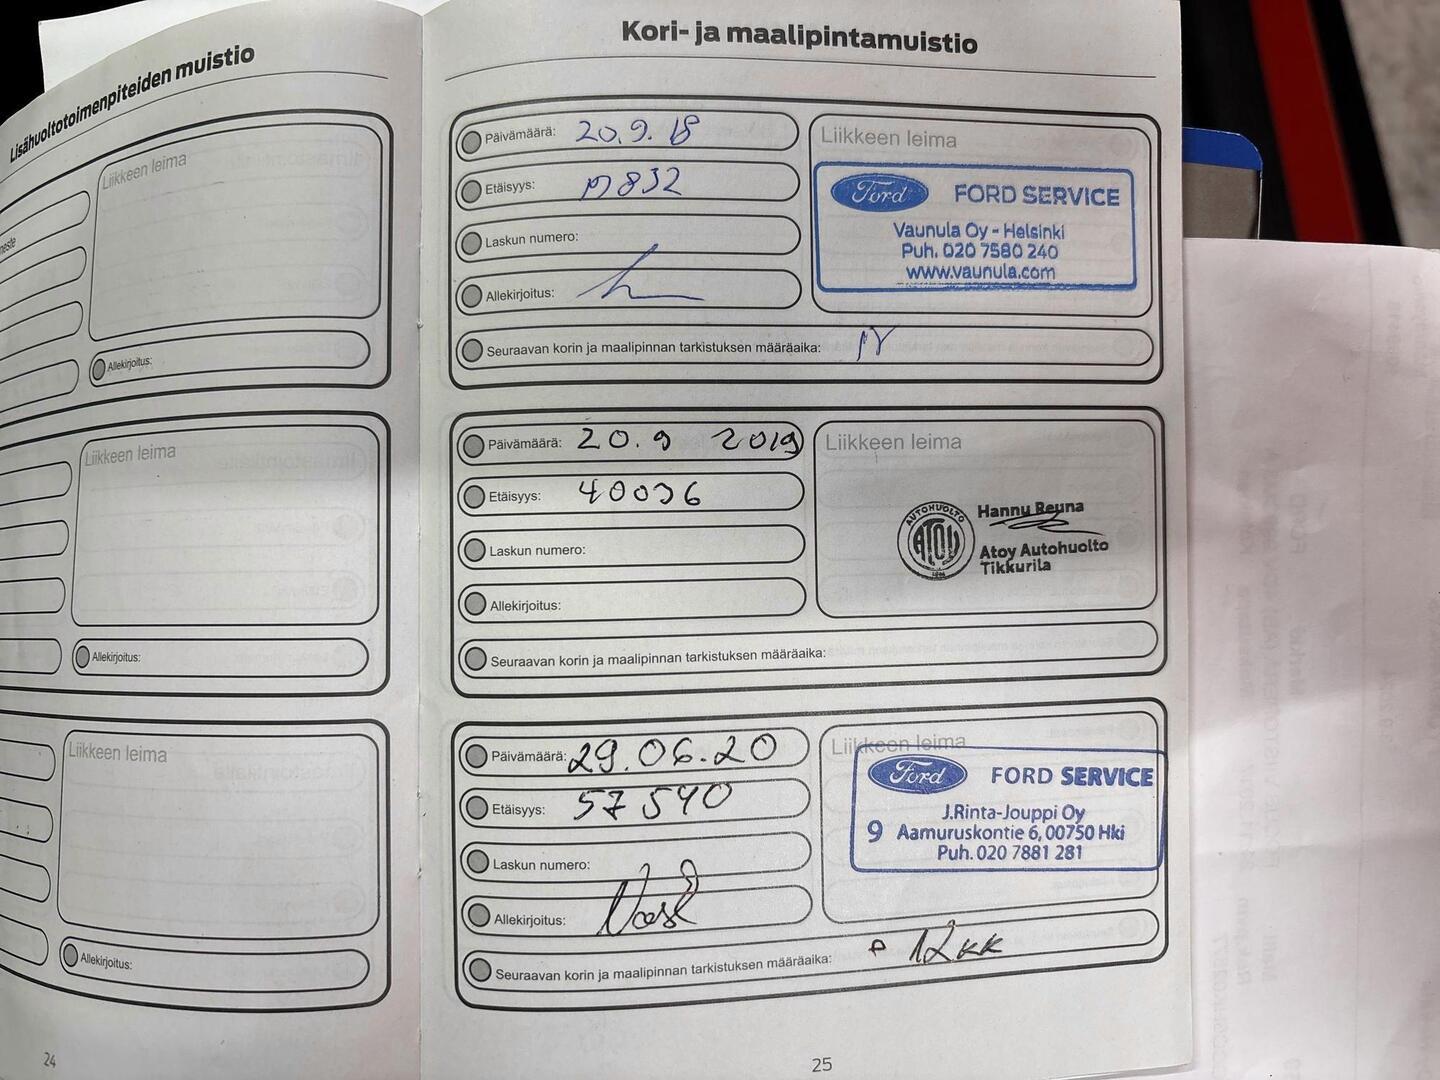 Lisähuoltotoimenpiteiden muistio
Liikkeen leima
Allekirjoitus:
Liikkeen leima
Allekirjoitus:
Liikkeen leima
Allekirjoitus:
24
Kori- ja maalipintamuistio
Päivämäärä: 20.9.18
Etäisyys:
Laskun numero:
Allekirjoitus:
Seuraavan korin ja maalipinnan tarkistuksen määräaika:
Liikkeen leima
Ford FORD SERVICE
Vaunula Oy - Helsinki
Puh. 020 7580 240
www.vaunula.com
Päivämäärä: 20.9 2019
Etäisyys: 40036
Laskun numero:
Allekirjoitus:
Seuraavan korin ja maalipinnan tarkistuksen määräaika:
Liikkeen leima
AUTOHUOLTO
ATOY
Hannu Reuna
Atoy Autohuolto
Tikkurila
Päivämäärä: 29.06.20
Etäisyys: 57540
Laskun numero:
Allekirjoitus:
Seuraavan korin ja maalipinnan tarkistuksen määräaika: 12kk
Liikkeen leima
Ford FORD SERVICE
J.Rinta-Jouppi Oy
9 Aamuruskontie 6, 00750 Hki
Puh. 020 7881 281
25